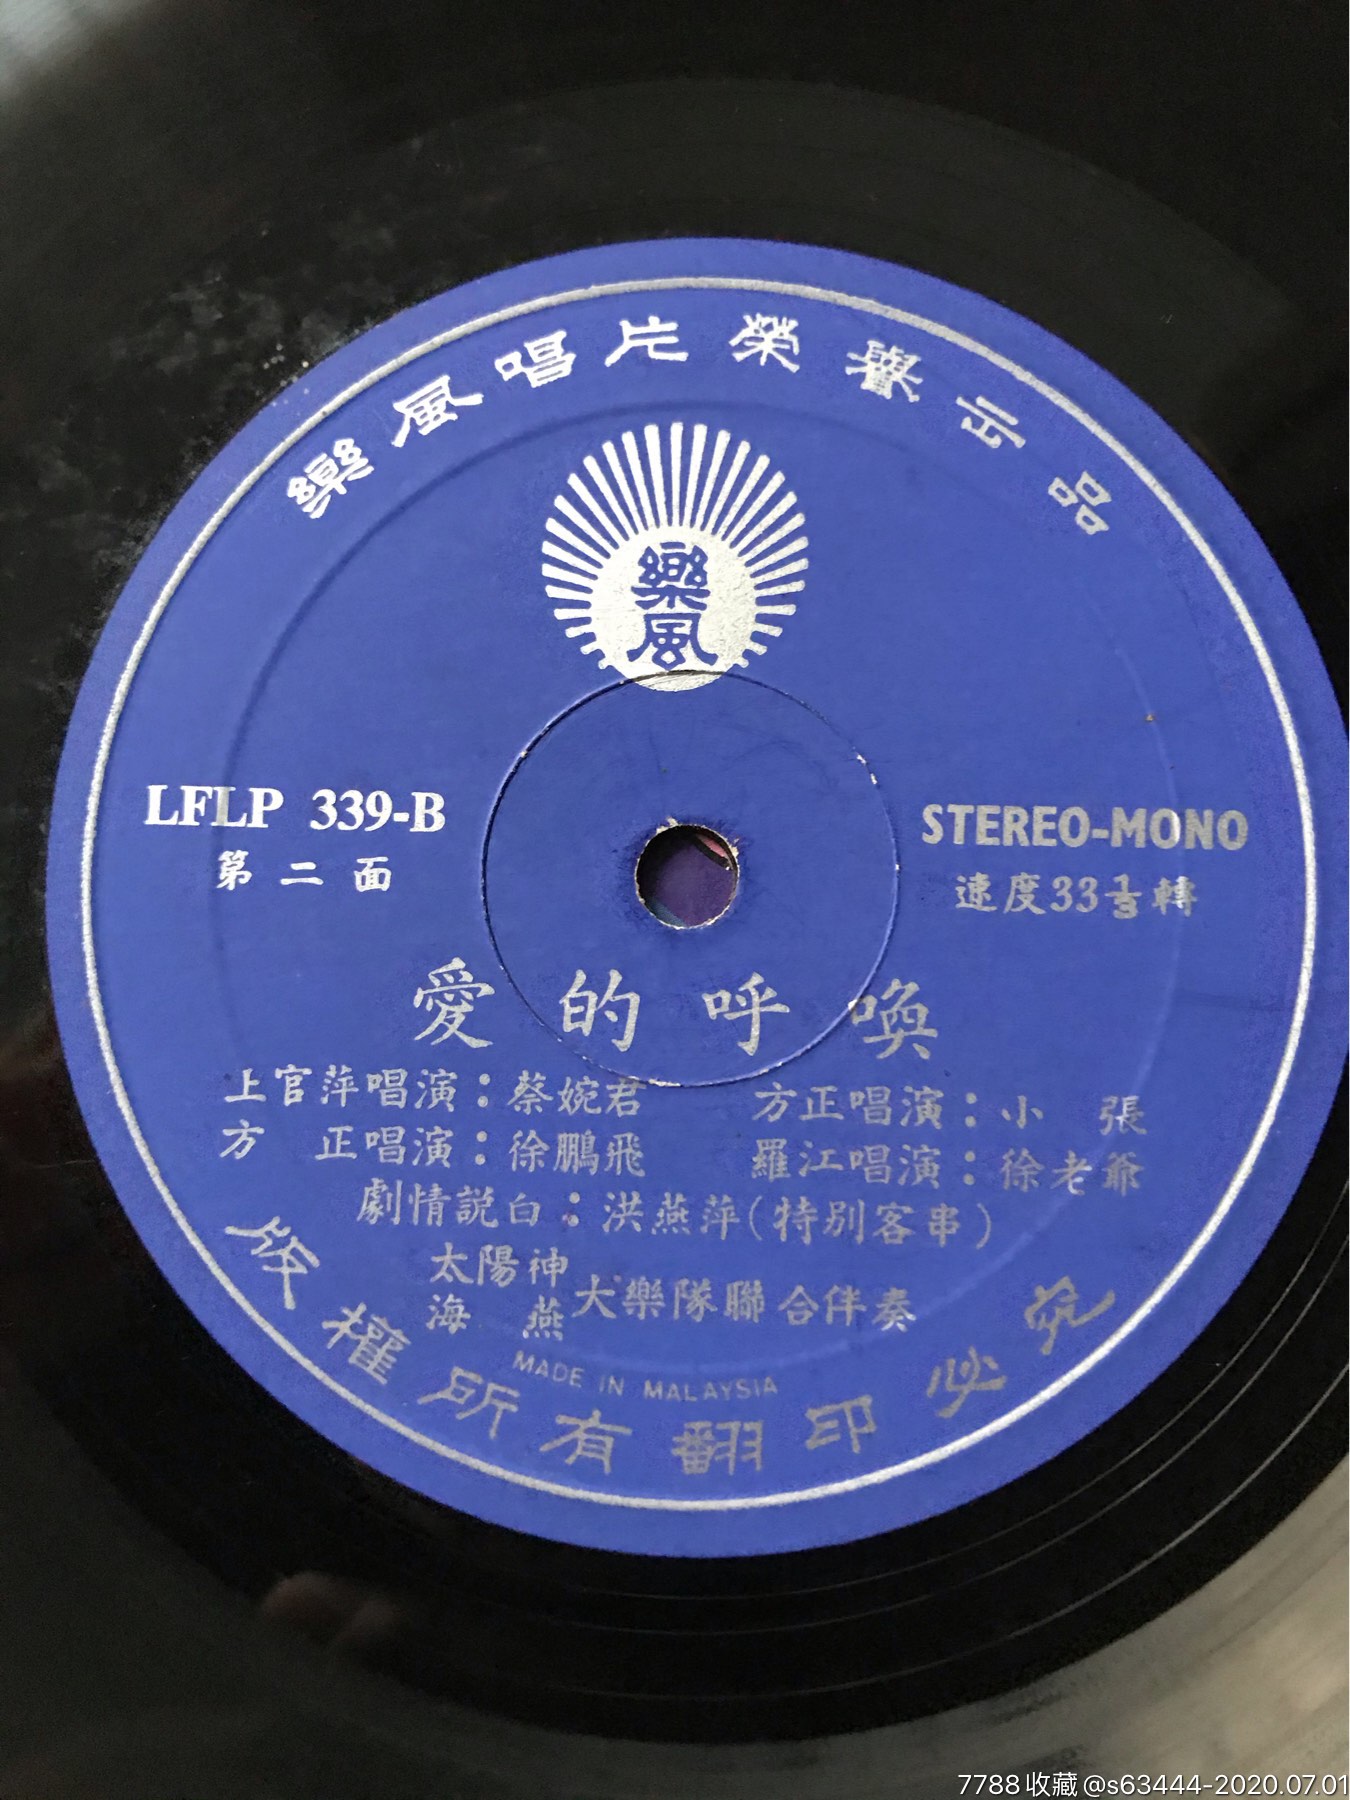 樂風唱片榮譽出品
樂風
LFLP 339-B
第二面
STEREO-MONO
速度33⅓轉
愛的呼喚
上官萍唱演：蔡婉君 方正唱演：小 張
方 正唱演：徐鵬飛 羅江唱演：徐老爺
劇情説白：洪燕萍(特別客串)
太陽神
海 燕
大樂隊聯合伴奏
MADE IN MALAYSIA
版權所有翻印必究
7788收藏@s63444-2020.07.01